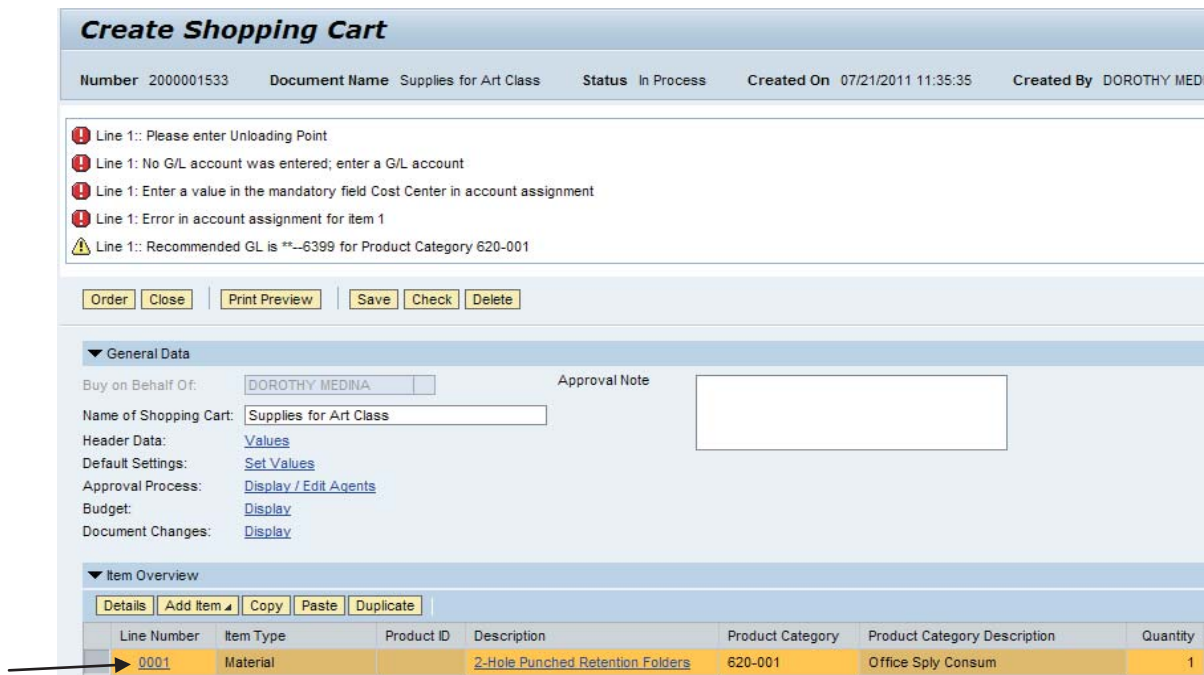 Create Shopping Cart
Number 2000001533 Document Name Supplies for Art Class Status In Process Created On 07/21/2011 11:35:35 Created By DOROTHY MEDI
Line 1:: Please enter Unloading Point
Line 1: No G/L account was entered; enter a G/L account
Line 1: Enter a value in the mandatory field Cost Center in account assignment
Line 1: Error in account assignment for item 1
Line 1:: Recommended GL is **--6399 for Product Category 620-001
Order Close Print Preview Save Check Delete
General Data
Buy on Behalf Of: DOROTHY MEDINA Approval Note
Name of Shopping Cart: Supplies for Art Class
Header Data: Values
Default Settings: Set Values
Approval Process: Display / Edit Agents
Budget: Display
Document Changes: Display
Item Overview
Details Add Item Copy Paste Duplicate
Line Number Item Type Product ID Description Product Category Product Category Description Quantity
0001 Material 2-Hole Punched Retention Folders 620-001 Office Sply Consum 1